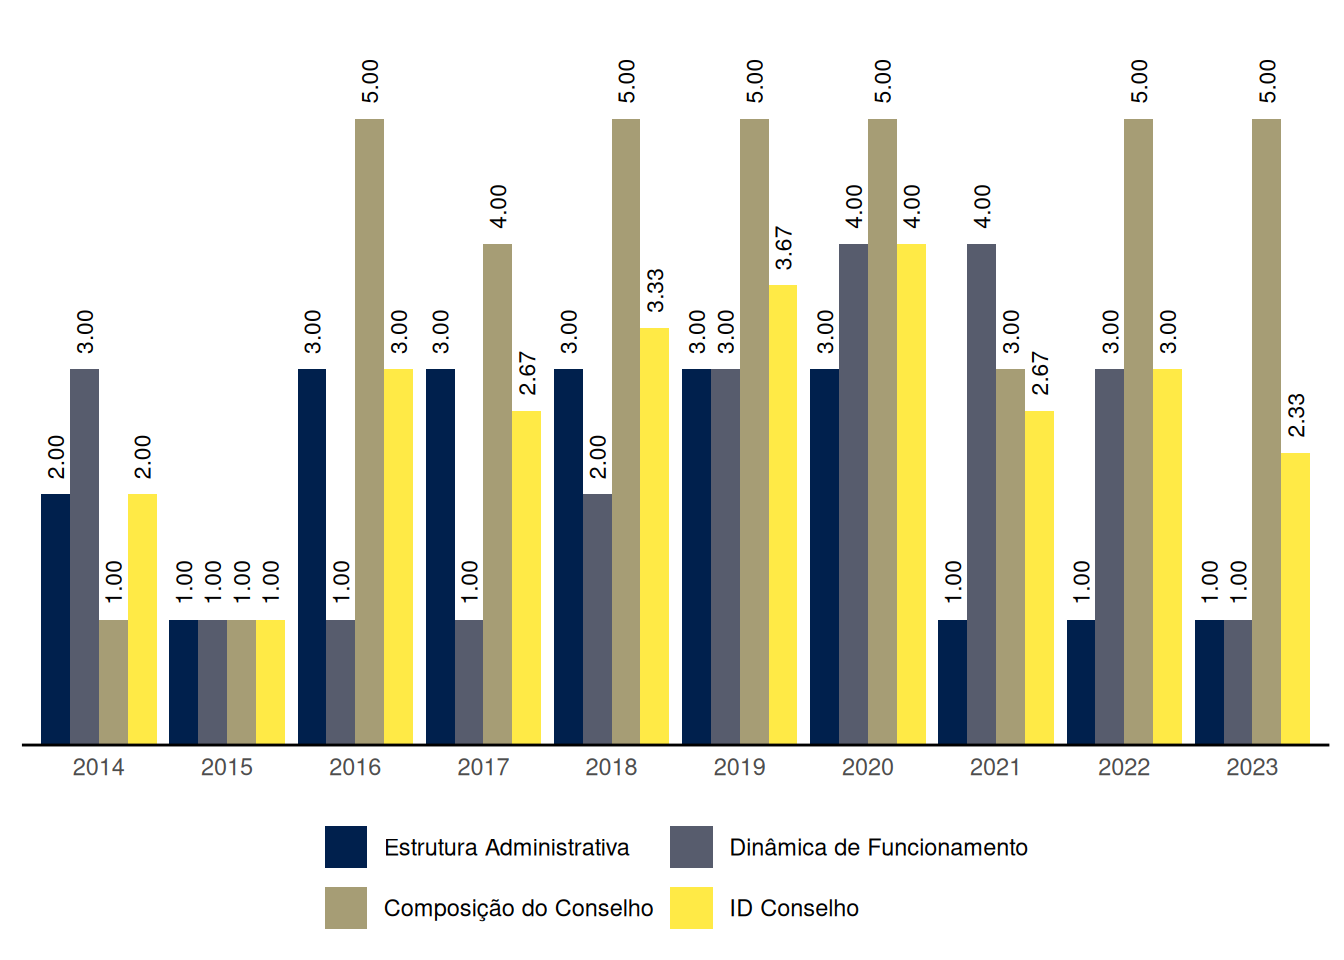 2.00 3.00 1.00 2.00
1.00 1.00 1.00 1.00
3.00 1.00 5.00 3.00
3.00 1.00 4.00 2.67
3.00 2.00 5.00 3.33
3.00 3.00 5.00 3.67
3.00 4.00 5.00 4.00
1.00 4.00 3.00 2.67
1.00 3.00 5.00 3.00
1.00 1.00 5.00 2.33
2014 2015 2016 2017 2018 2019 2020 2021 2022 2023
Estrutura Administrativa Dinâmica de Funcionamento
Composição do Conselho ID Conselho